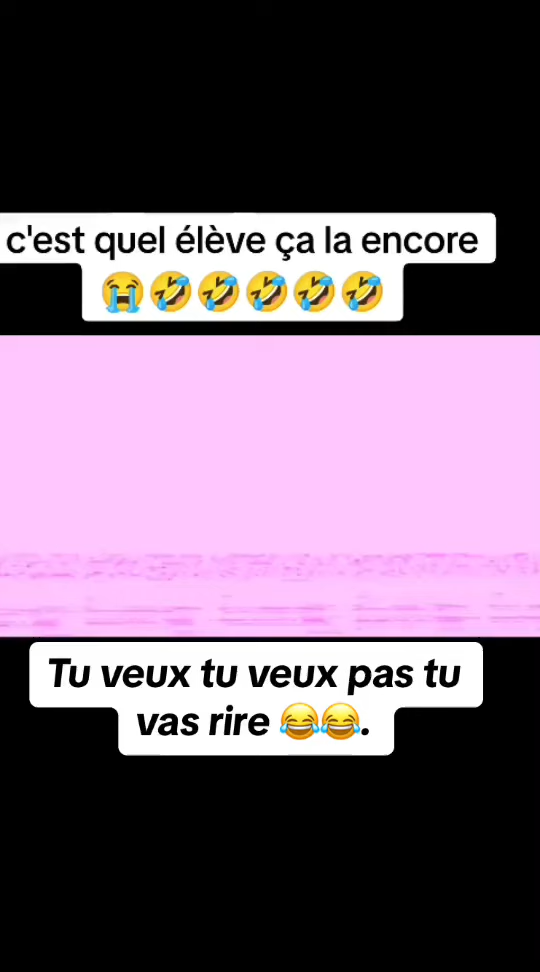 c'est quel élève ça la encore
😭🤣🤣🤣🤣🤣
Tu veux tu veux pas tu
vas rire 😂😂.